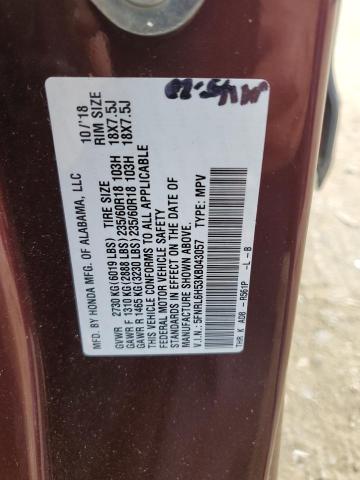 MFD. BY HONDA MFG. OF ALABAMA, LLC 10/'18
TIRE SIZE RIM SIZE
GVWR 2730 KG (6019 LBS)
GAWR F 1310 KG (2888 LBS) 235/60R18 103H 18X7.5J
GAWR R 1465 KG (3230 LBS) 235/60R18 103H 18X7.5J
THIS VEHICLE CONFORMS TO ALL APPLICABLE
FEDERAL MOTOR VEHICLE SAFETY
STANDARDS IN EFFECT ON THE DATE OF
MANUFACTURE SHOWN ABOVE.
V.I.N.: 5FNRL6H53KB043057 TYPE: MPV
THR K AD8 - R561P -L -B